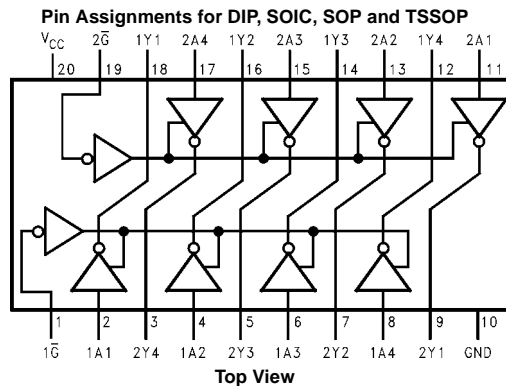 Pin Assignments for DIP, SOIC, SOP and TSSOP
VCC 2G̅ 1Y1 2A4 1Y2 2A3 1Y3 2A2 1Y4 2A1
20 19 18 17 16 15 14 13 12 11
1 2 3 4 5 6 7 8 9 10
1G̅ 1A1 2Y4 1A2 2Y3 1A3 2Y2 1A4 2Y1 GND
Top View